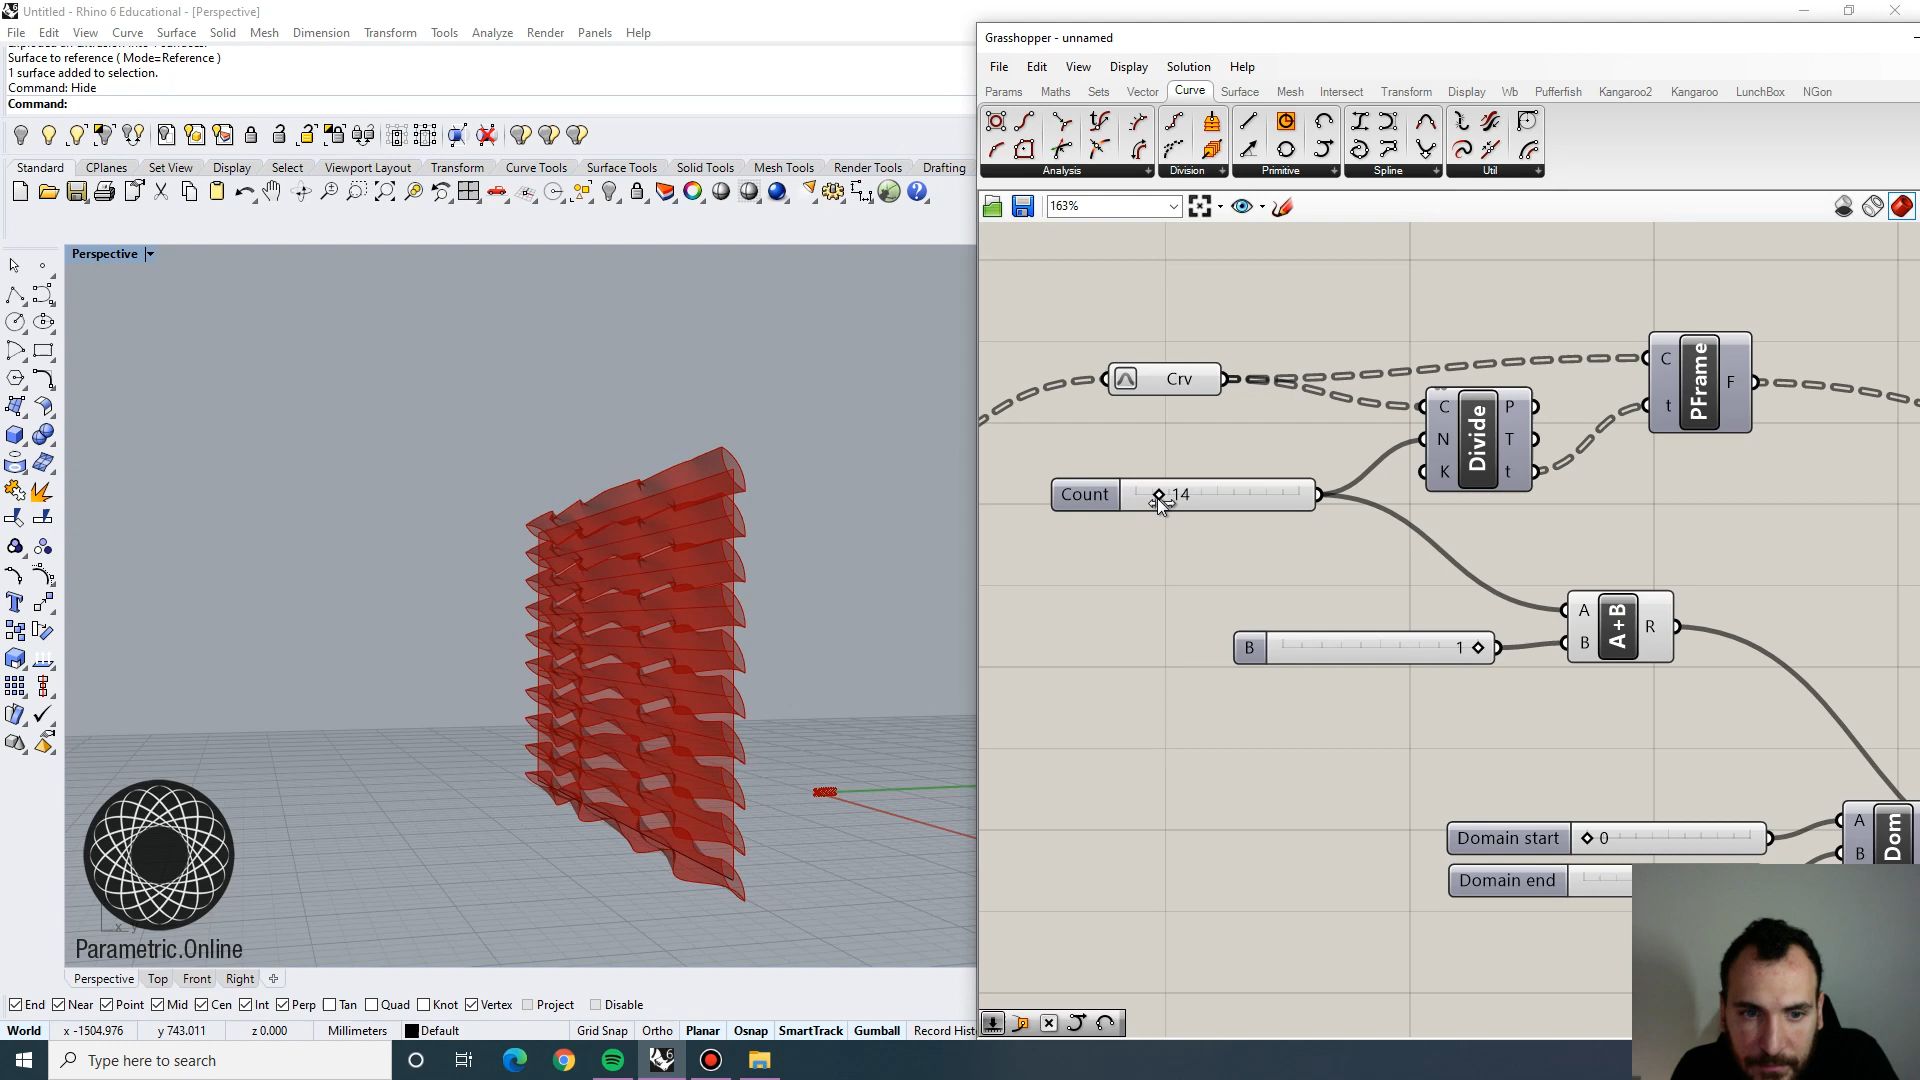 Untitled - Rhino 6 Educational - [Perspective]
File Edit View Curve Surface Solid Mesh Dimension Transform Tools Analyze Render Panels Help
Surface to reference ( Mode=Reference )
1 surface added to selection.
Command: Hide
Command:
Standard CPlanes Set View Display Select Viewport Layout Transform Curve Tools Surface Tools Solid Tools Mesh Tools Render Tools Drafting
Perspective
Parametric.Online
Perspective Top Front Right
End Near Point Mid Cen Int Perp Tan Quad Knot Vertex Project Disable
World x -1504.976 y 743.011 z 0.000 Millimeters Default Grid Snap Ortho Planar Osnap SmartTrack Gumball Record Hist
Type here to search
Grasshopper - unnamed
File Edit View Display Solution Help
Params Maths Sets Vector Curve Surface Mesh Intersect Transform Display Wb Pufferfish Kangaroo2 Kangaroo LunchBox NGon
Analysis Division Primitive Spline Util
163%
Crv
C N K Divide P T t
C t PFrame F
Count 14
B 1
A B A+B R
Domain start 0
Domain end
A B Dom